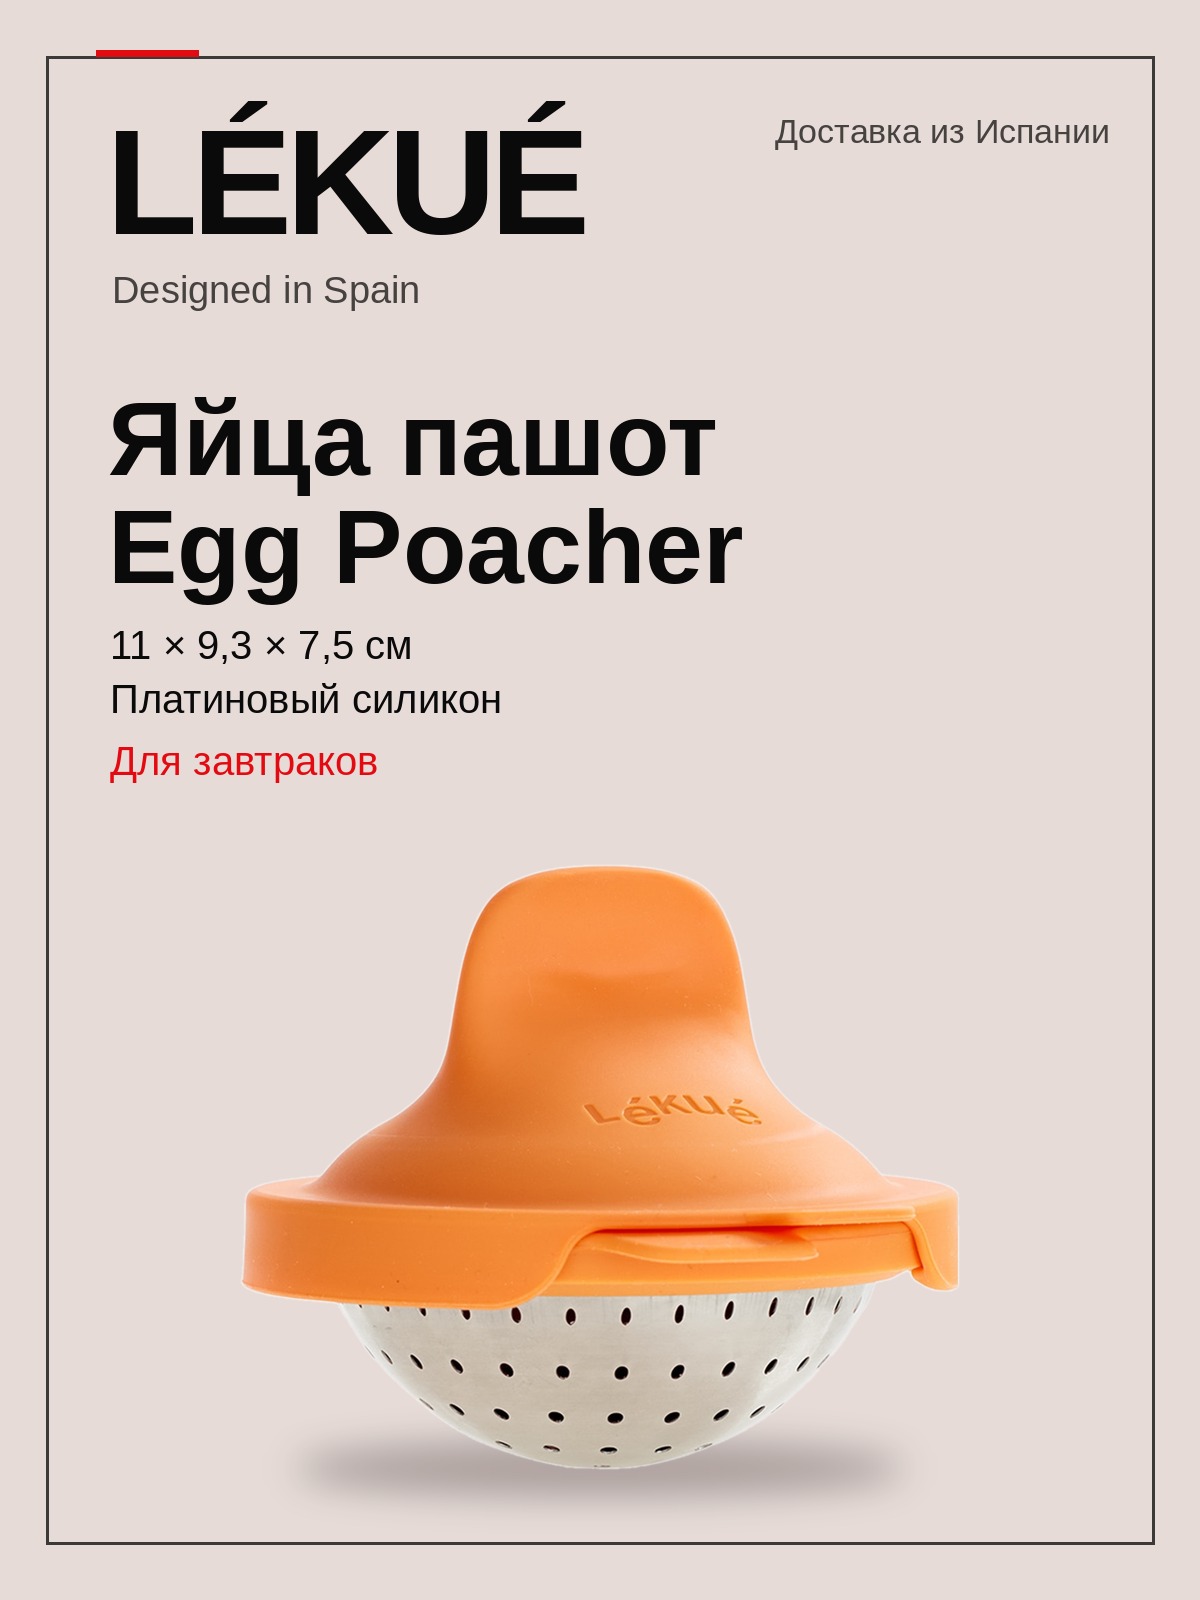 LÉKUÉ
Доставка из Испании
Designed in Spain
Яйца пашот
Egg Poacher
11 × 9,3 × 7,5 см
Платиновый силикон
Для завтраков
Lékué